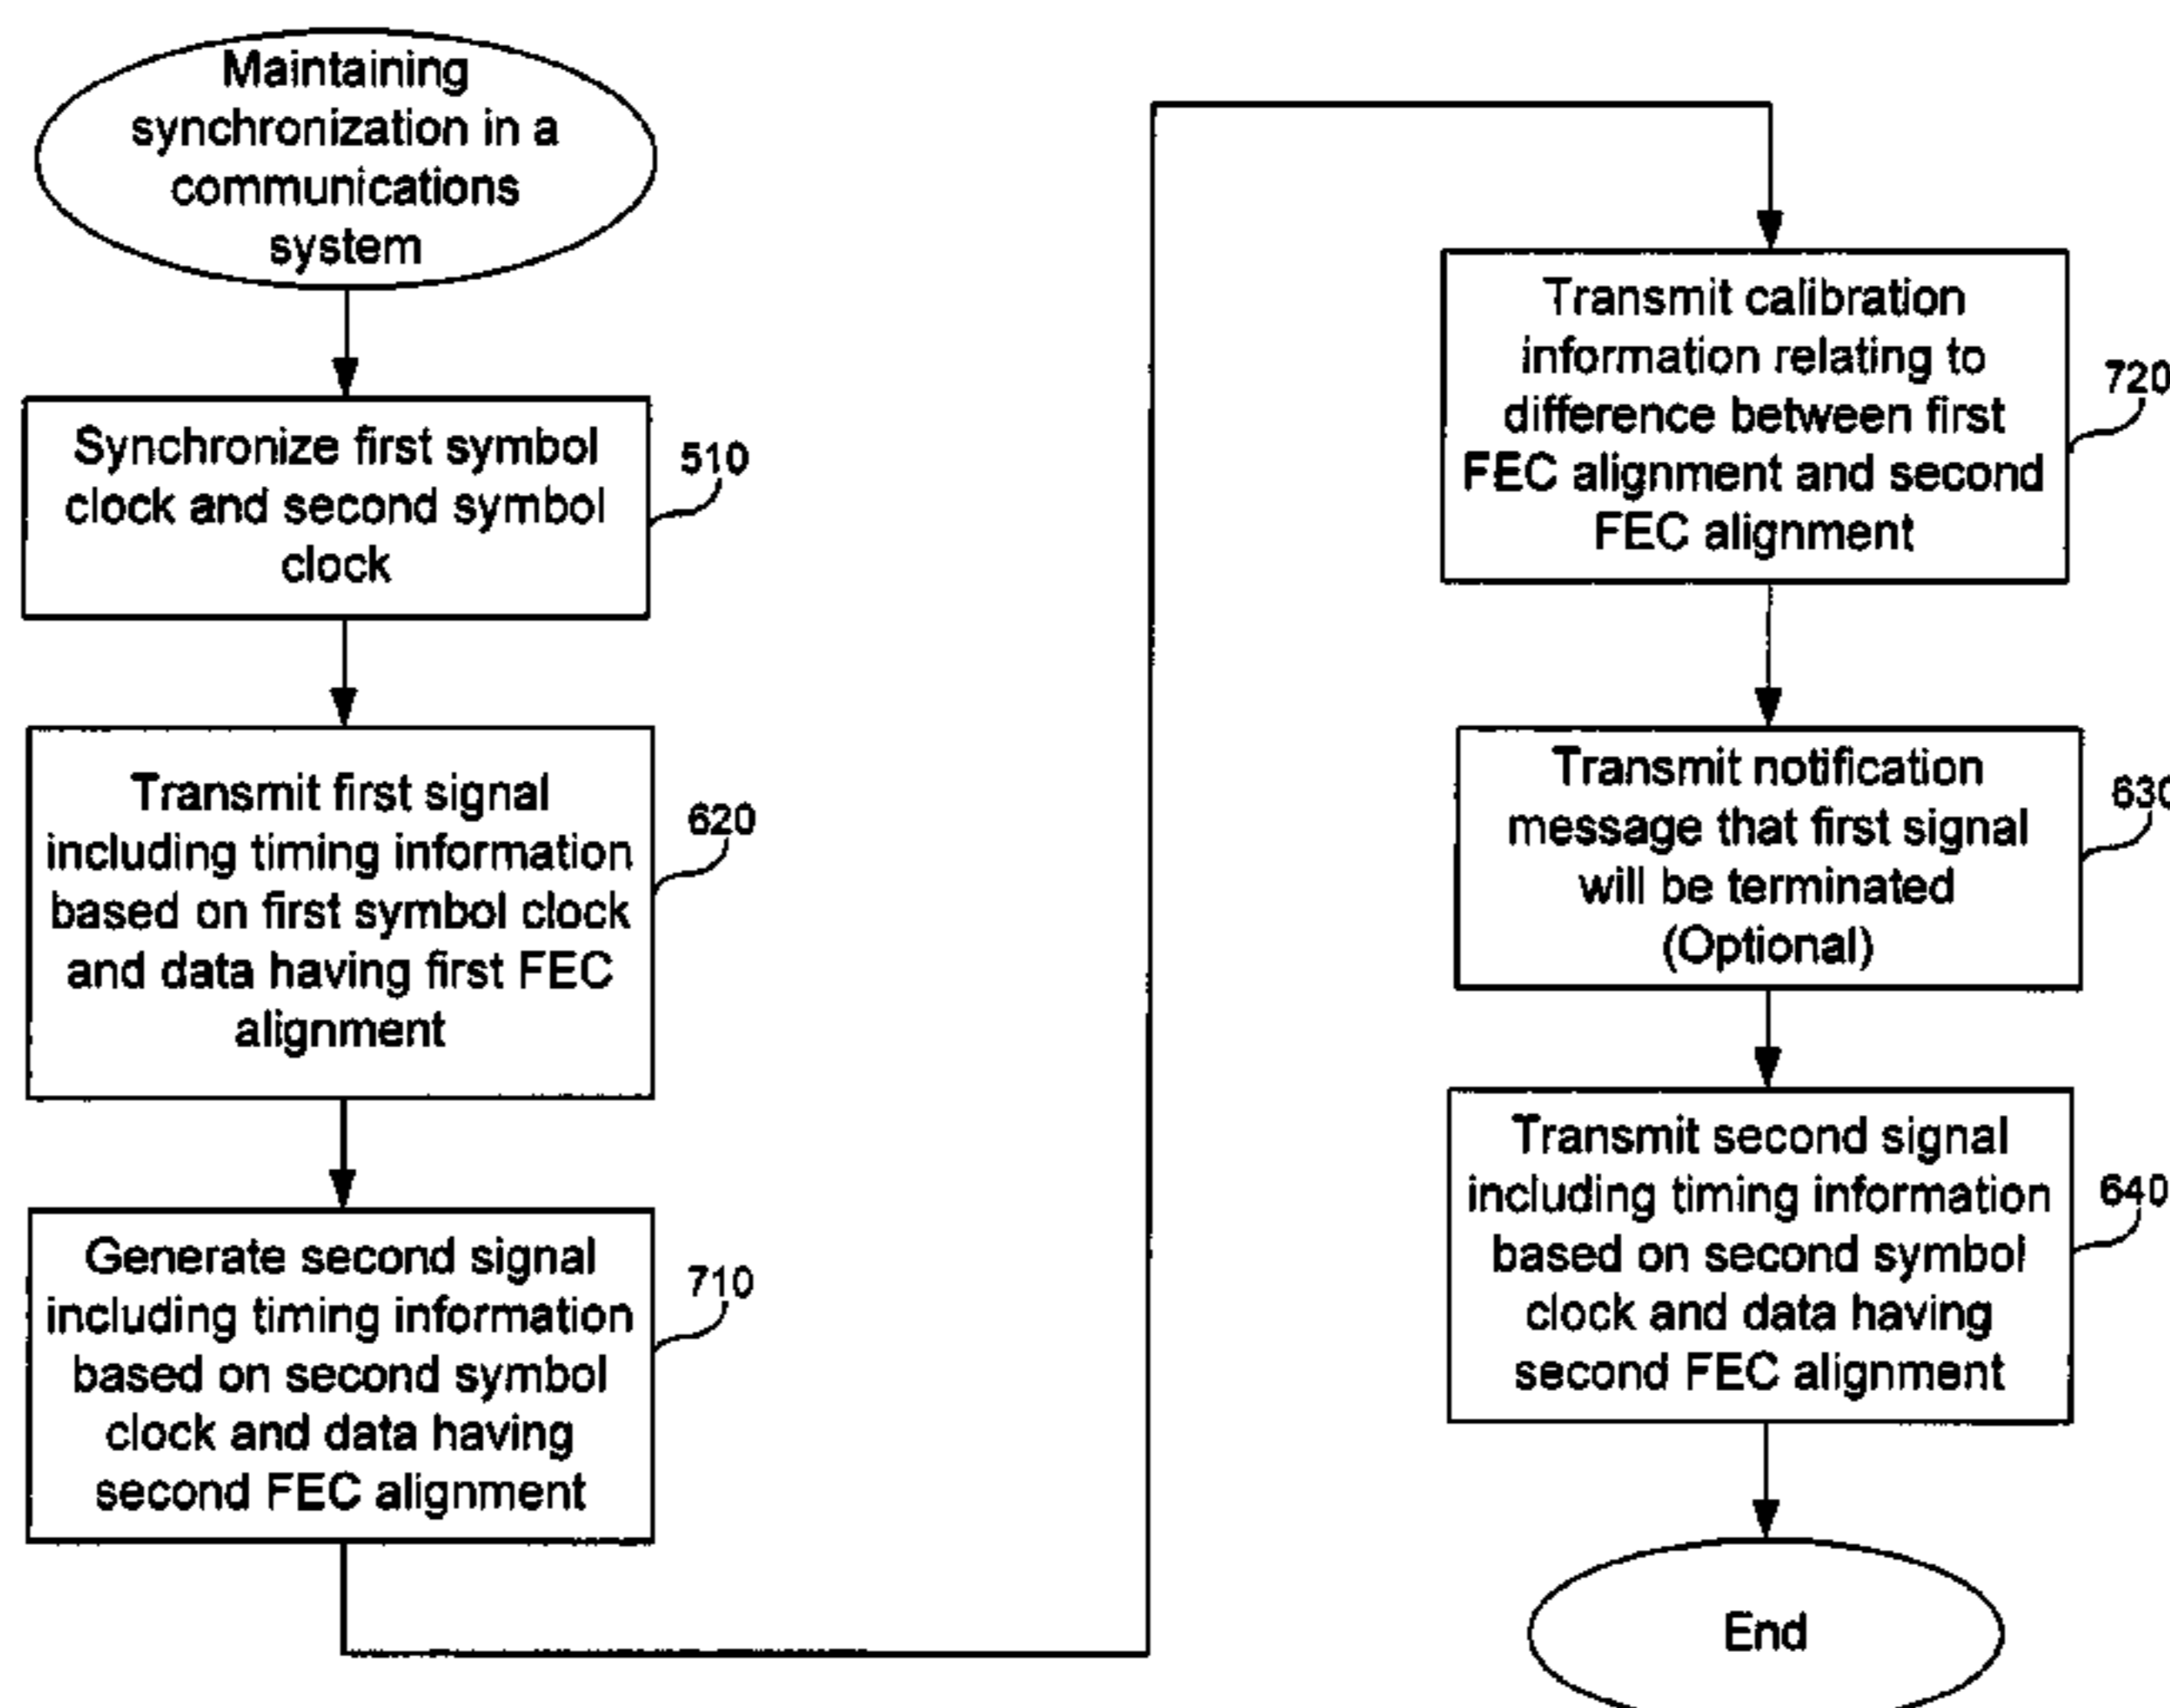 Maintaining
synchronization in a
communications
system
Synchronize first symbol
clock and second symbol
clock
510
Transmit first signal
including timing information
based on first symbol clock
and data having first FEC
alignment
620
Generate second signal
including timing information
based on second symbol
clock and data having
second FEC alignment
710
Transmit calibration
information relating to
difference between first
FEC alignment and second
FEC alignment
720
Transmit notification
message that first signal
will be terminated
(Optional)
630
Transmit second signal
including timing information
based on second symbol
clock and data having
second FEC alignment
640
End